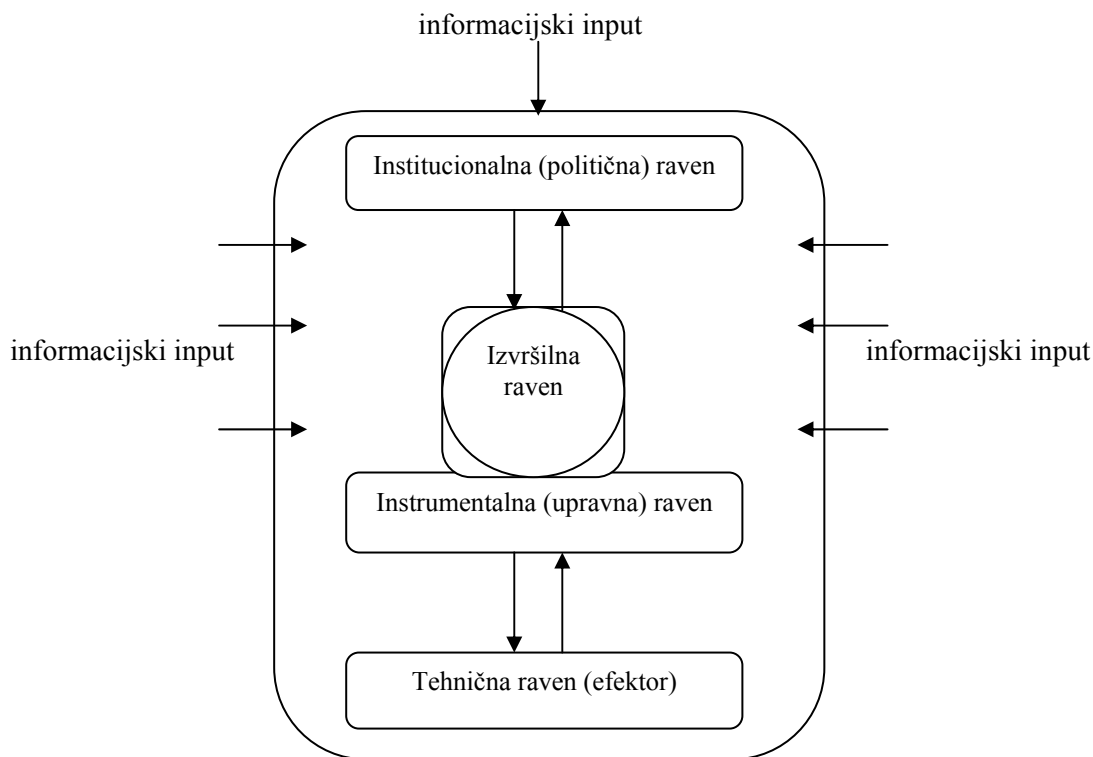 informacijski input
Institucionalna (politična) raven
Izvršilna
raven
informacijski input
informacijski input
Instrumentalna (upravna) raven
Tehnična raven (efektor)